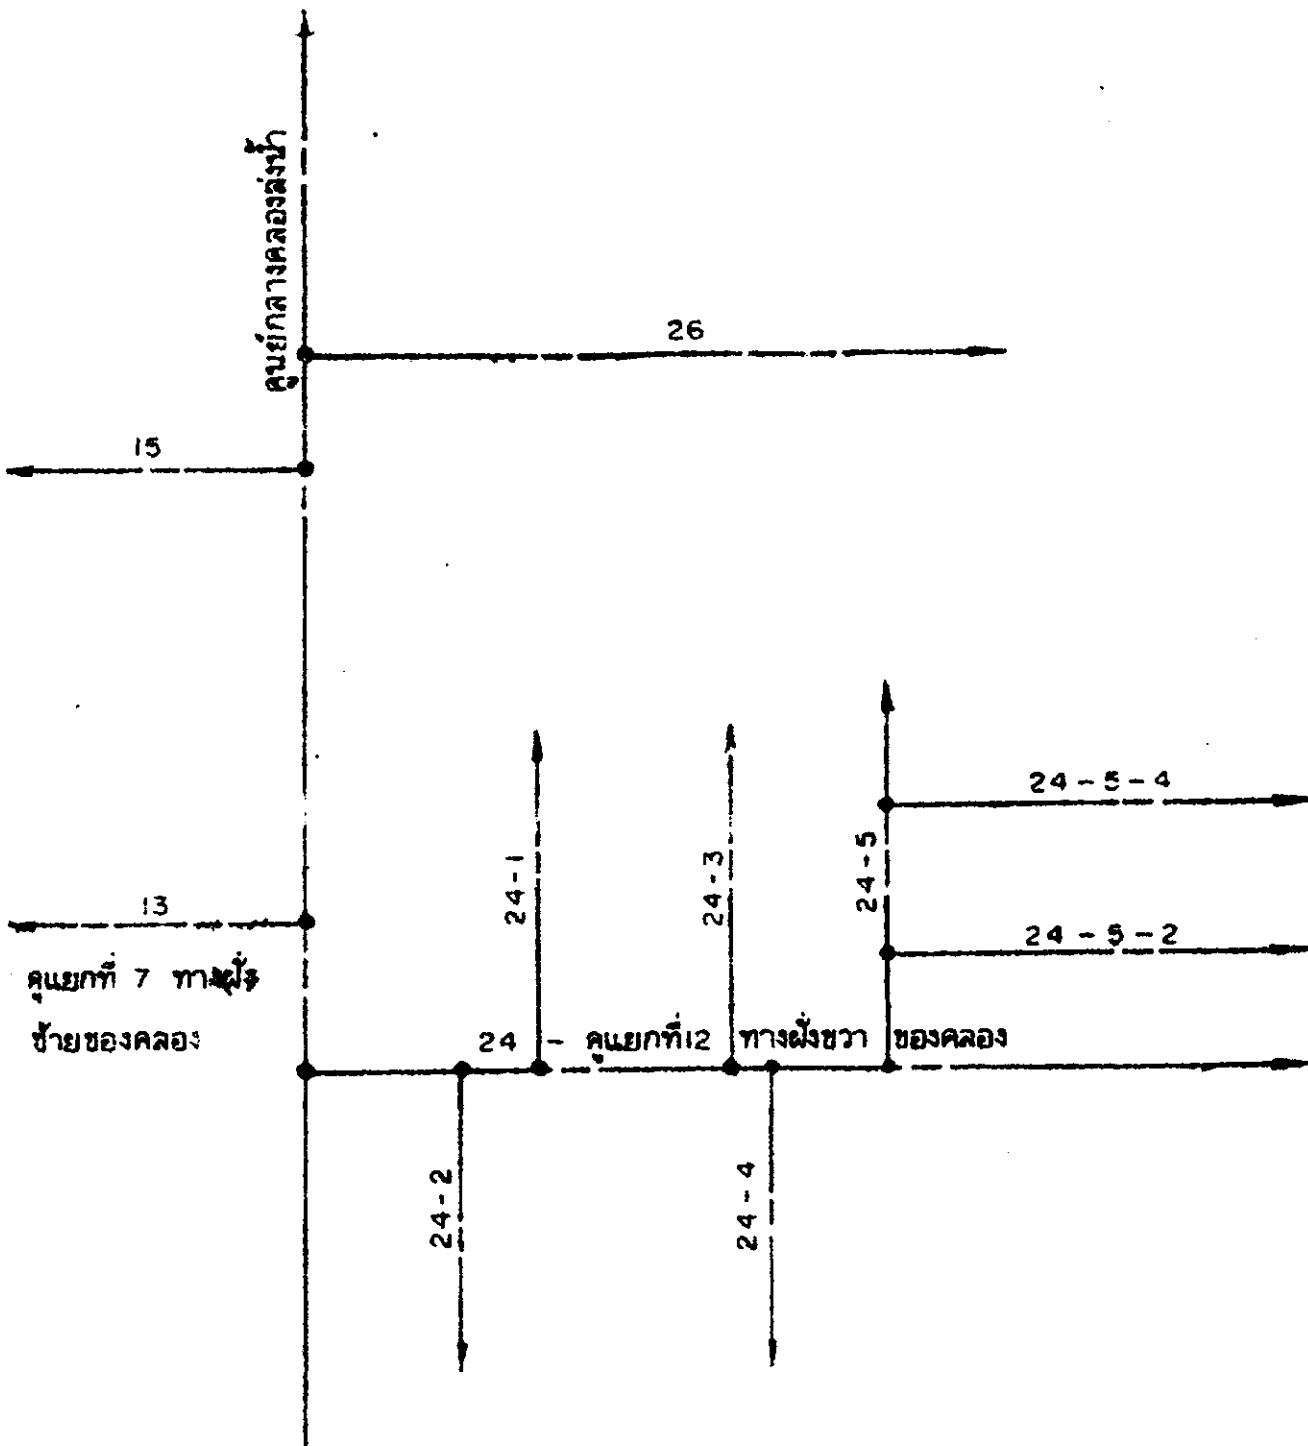 ศูนย์กลางคลองส่งน้ำ
26
15
24-5-4
24-1
24-3
24-5
13
24-5-2
คูแยกที่ 7 ทางฝั่ง
ซ้ายของคลอง
24 - คูแยกที่12 ทางฝั่งขวา ของคลอง
24-2
24-4